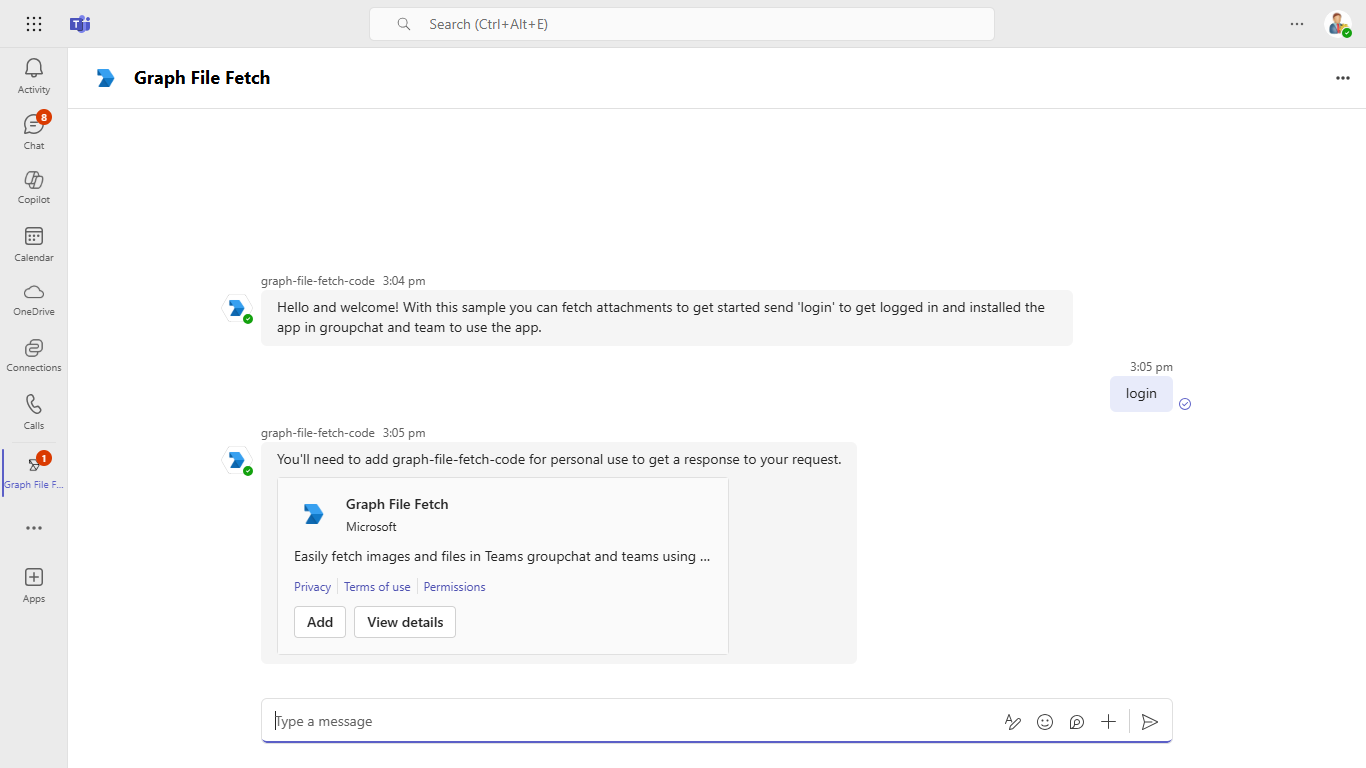 Search (Ctrl+Alt+E)
Activity
8
Chat
Copilot
Calendar
OneDrive
Connections
Calls
1
Graph File F...
Apps
Graph File Fetch
graph-file-fetch-code 3:04 pm
Hello and welcome! With this sample you can fetch attachments to get started send 'login' to get logged in and installed the
app in groupchat and team to use the app.
3:05 pm
login
graph-file-fetch-code 3:05 pm
You'll need to add graph-file-fetch-code for personal use to get a response to your request.
Graph File Fetch
Microsoft
Easily fetch images and files in Teams groupchat and teams using ...
Privacy Terms of use Permissions
Add View details
Type a message